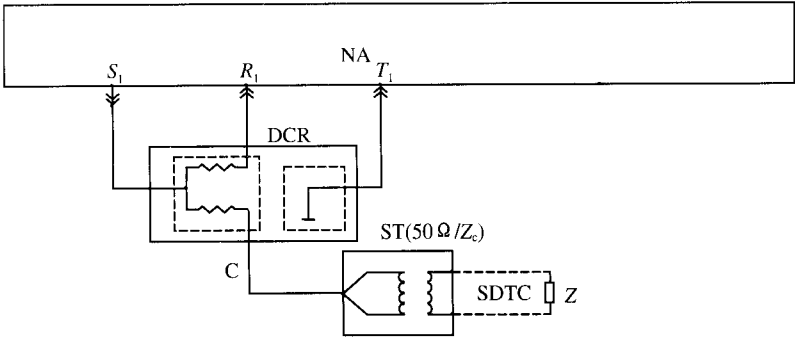 NA
S₁ R₁ T₁
DCR
ST(50 Ω/Zc)
C
SDTC Z